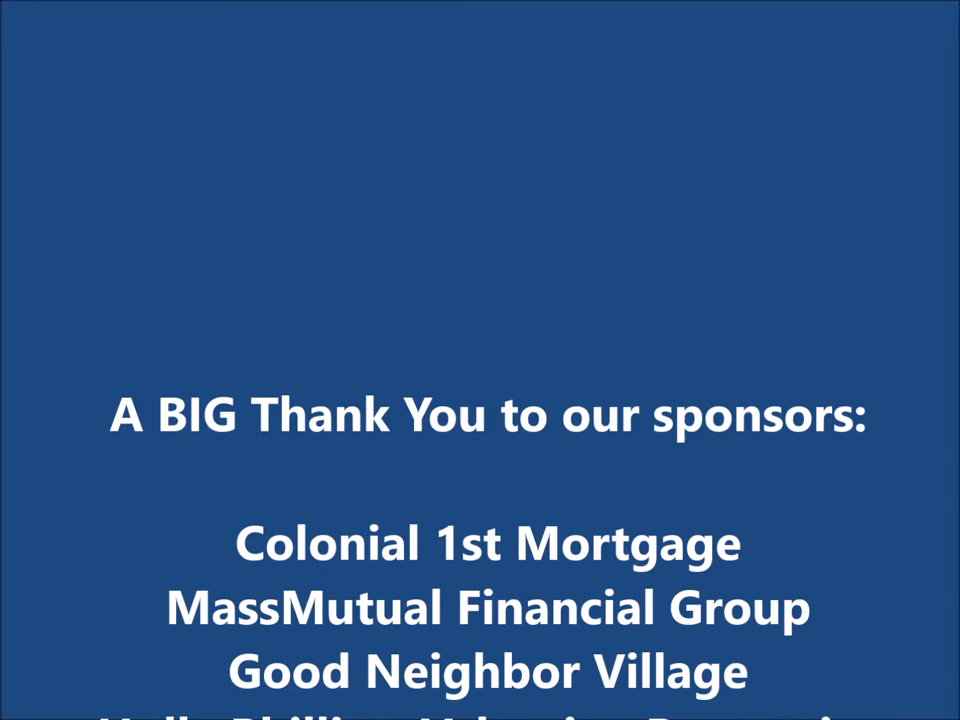 A BIG Thank You to our sponsors:
Colonial 1st Mortgage
MassMutual Financial Group
Good Neighbor Village